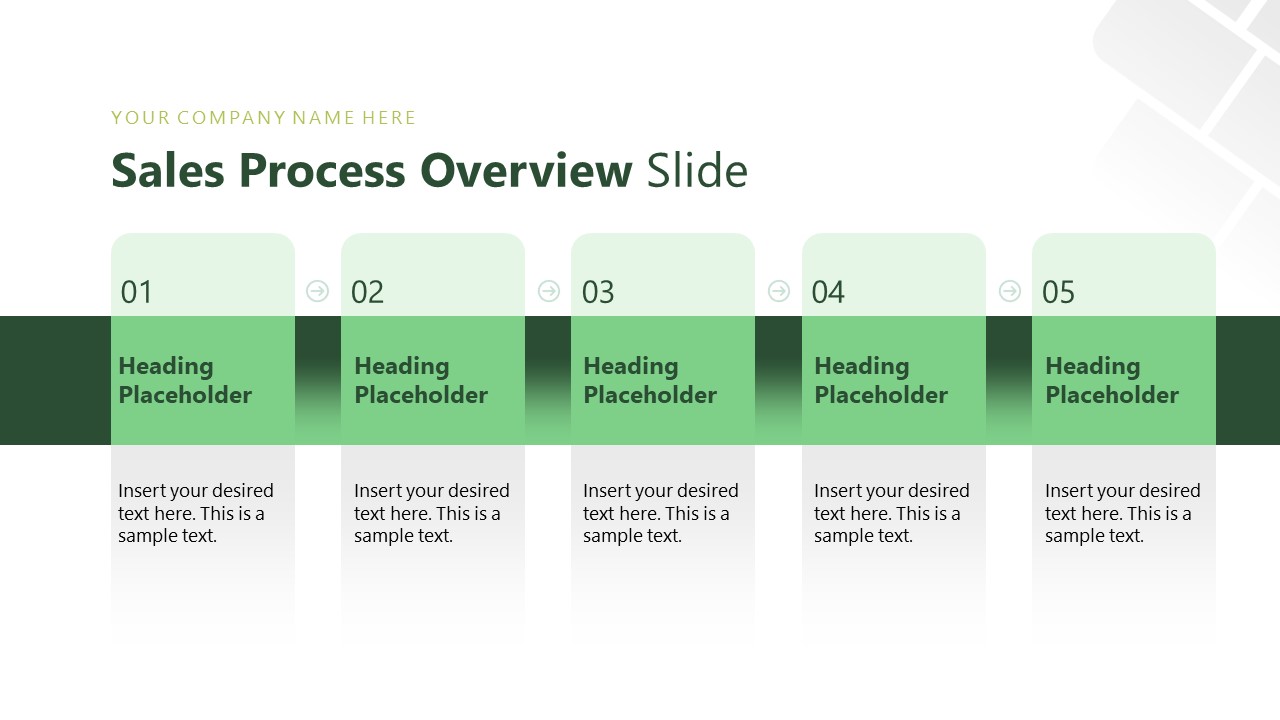 YOUR COMPANY NAME HERE
Sales Process Overview Slide
01
Heading
Placeholder
Insert your desired
text here. This is a
sample text.
02
Heading
Placeholder
Insert your desired
text here. This is a
sample text.
03
Heading
Placeholder
Insert your desired
text here. This is a
sample text.
04
Heading
Placeholder
Insert your desired
text here. This is a
sample text.
05
Heading
Placeholder
Insert your desired
text here. This is a
sample text.